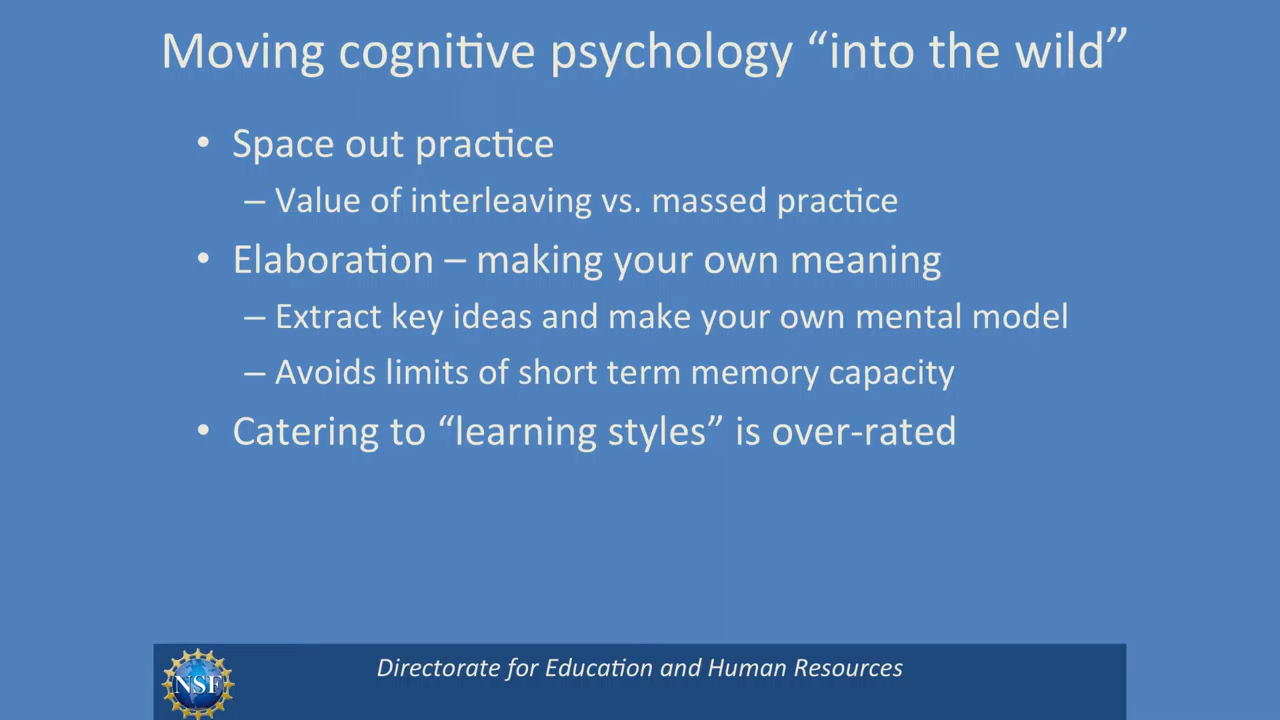 Moving cognitive psychology “into the wild”
• Space out practice
– Value of interleaving vs. massed practice
• Elaboration – making your own meaning
– Extract key ideas and make your own mental model
– Avoids limits of short term memory capacity
• Catering to “learning styles” is over-rated
Directorate for Education and Human Resources
NSF